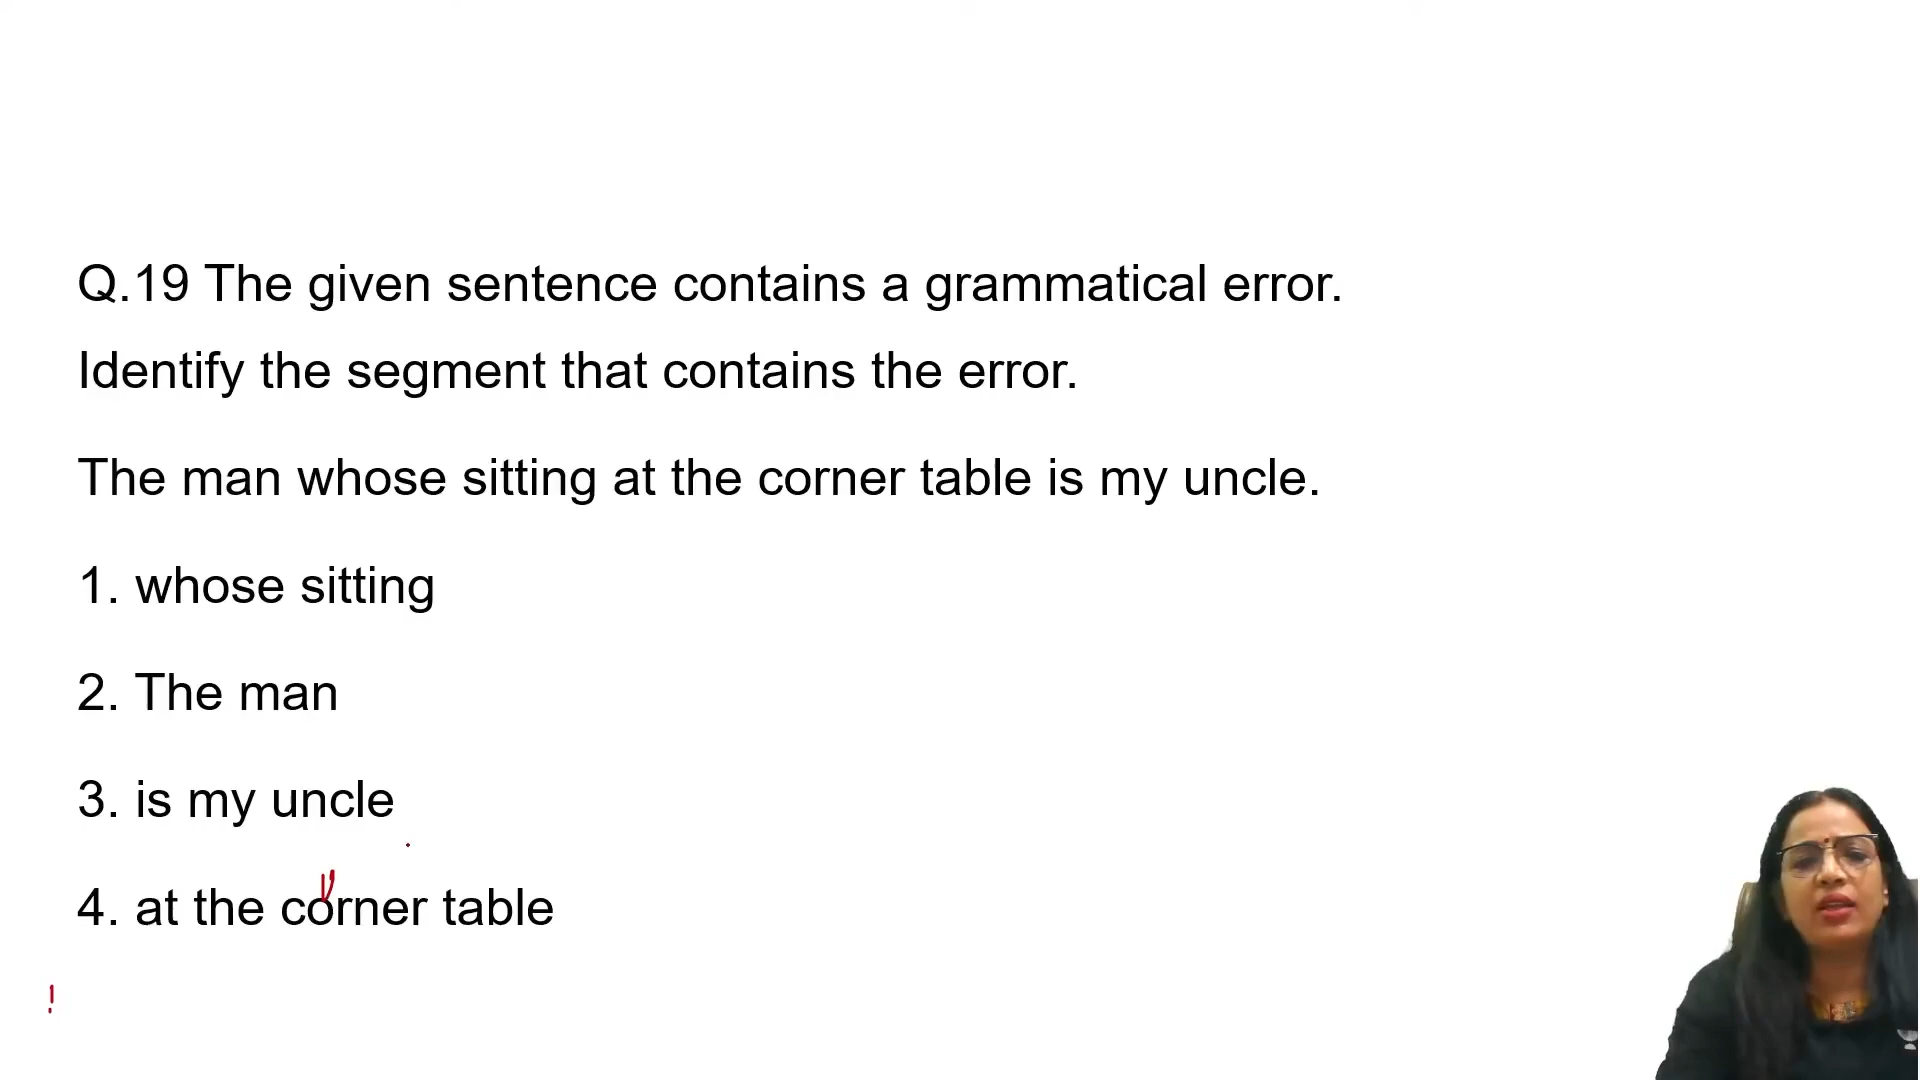 Q.19 The given sentence contains a grammatical error.
Identify the segment that contains the error.
The man whose sitting at the corner table is my uncle.
1. whose sitting
2. The man
3. is my uncle
4. at the corner table